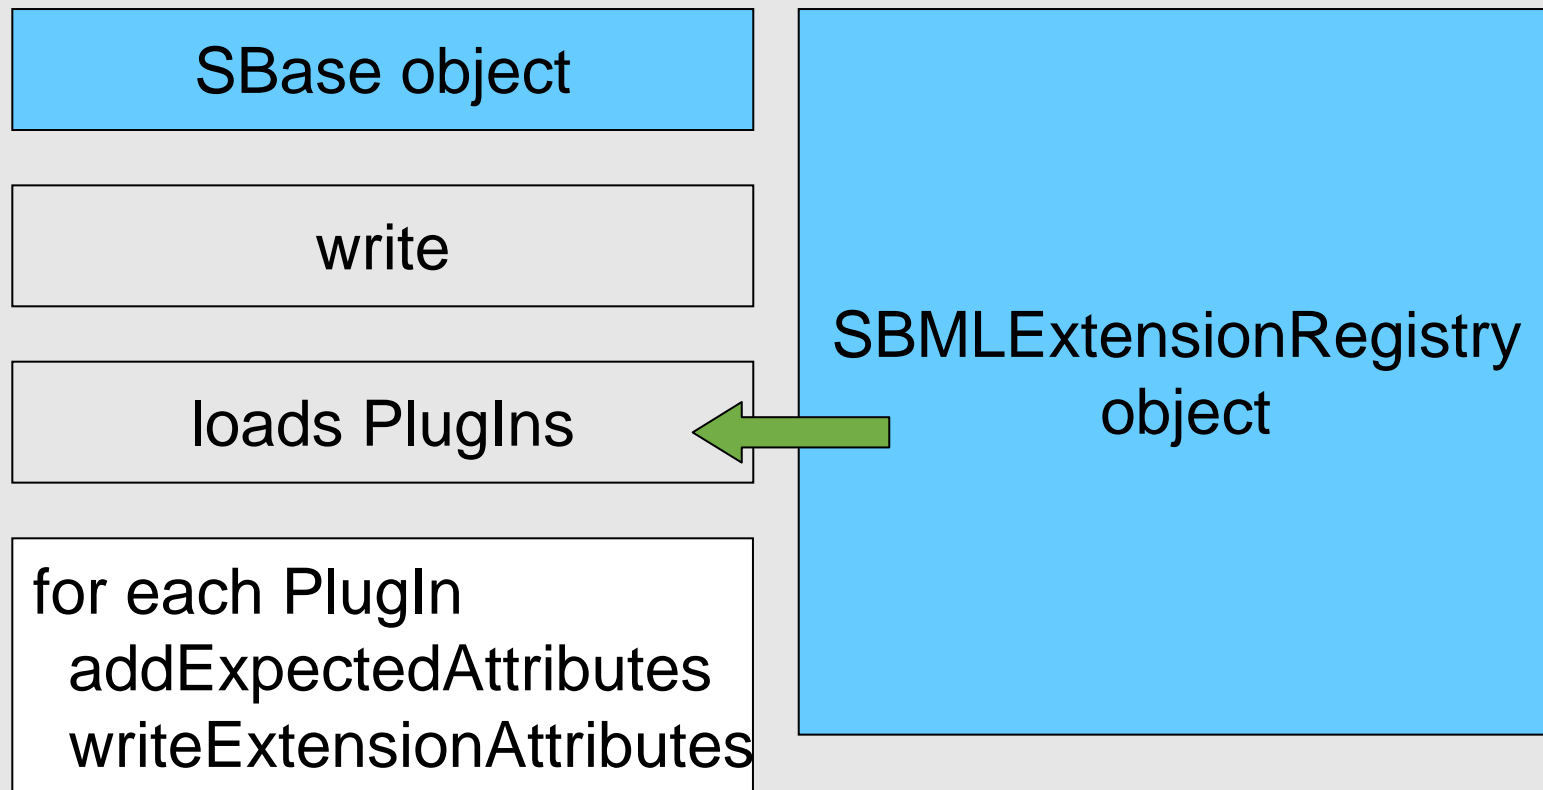 SBase object
write
loads PlugIns
for each PlugIn
addExpectedAttributes
writeExtensionAttributes
SBMLExtensionRegistry
object